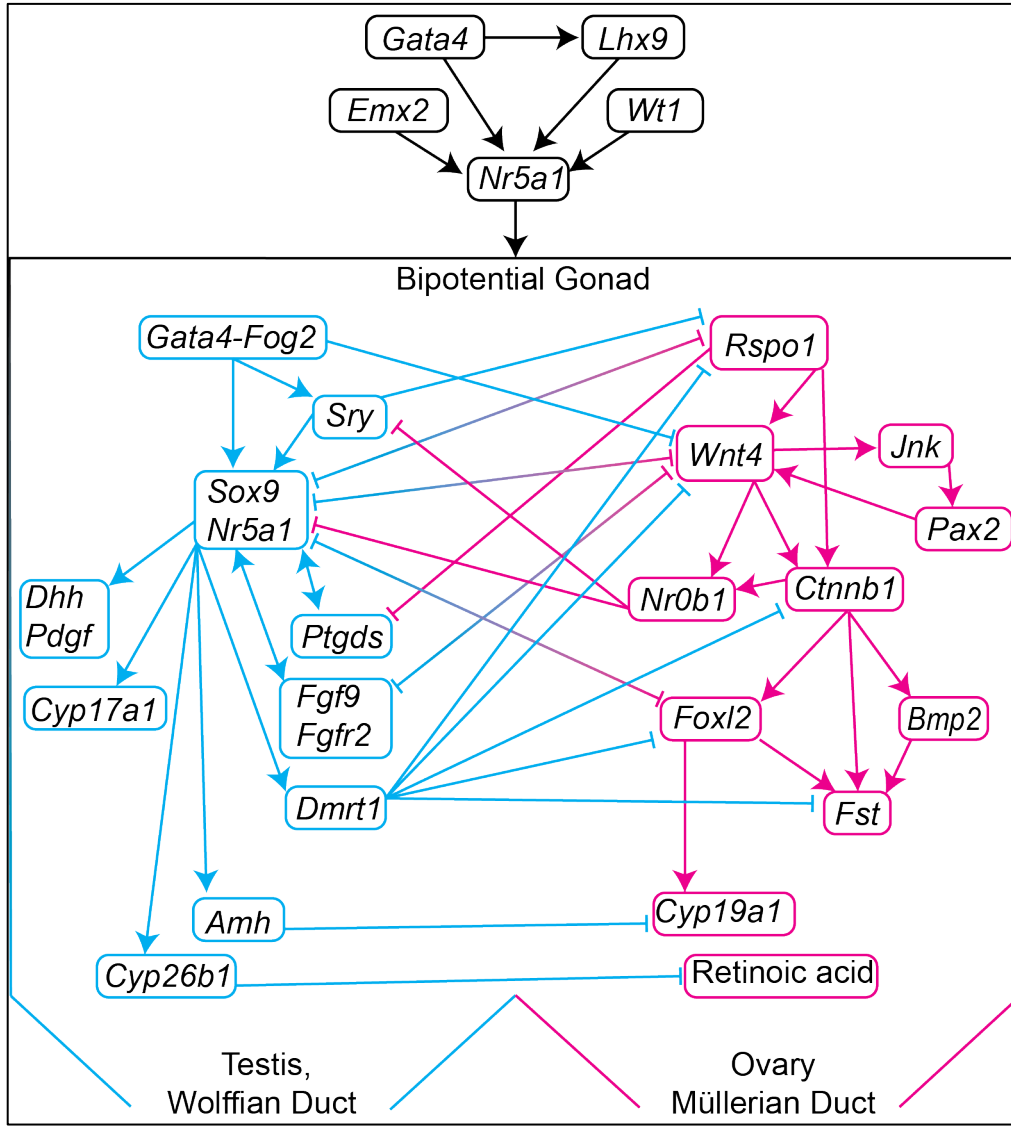 Gata4
Lhx9
Emx2
Wt1
Nr5a1
Bipotential Gonad
Gata4-Fog2
Rspo1
Sry
Wnt4
Jnk
Sox9
Nr5a1
Pax2
Dhh
Pdgf
Ptgds
Nr0b1
Ctnnb1
Cyp17a1
Fgf9
Fgfr2
Foxl2
Bmp2
Dmrt1
Fst
Amh
Cyp19a1
Cyp26b1
Retinoic acid
Testis,
Wolffian Duct
Ovary
Müllerian Duct